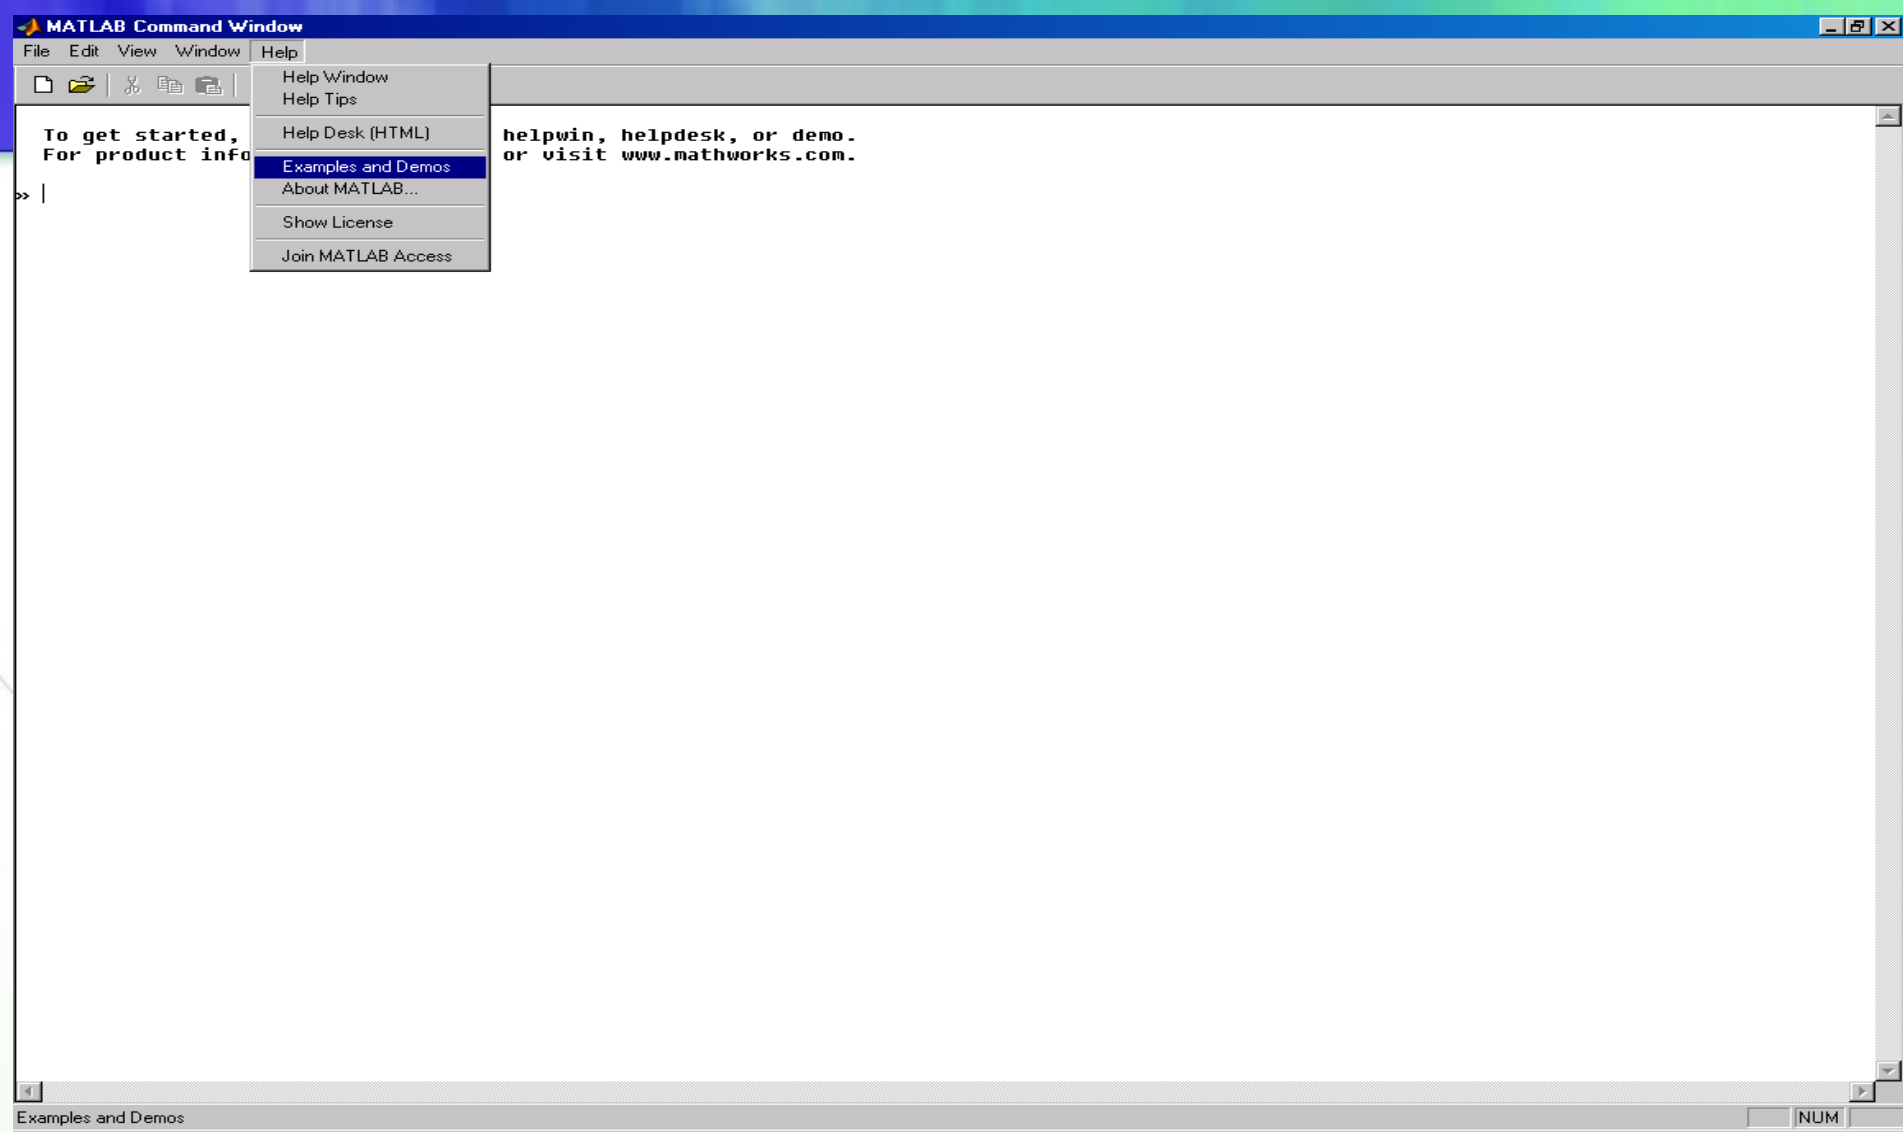 MATLAB Command Window
File Edit View Window Help
Help Window
Help Tips
Help Desk (HTML)
Examples and Demos
About MATLAB...
Show License
Join MATLAB Access
To get started, helpwin, helpdesk, or demo.
For product info or visit www.mathworks.com.
»
Examples and Demos NUM